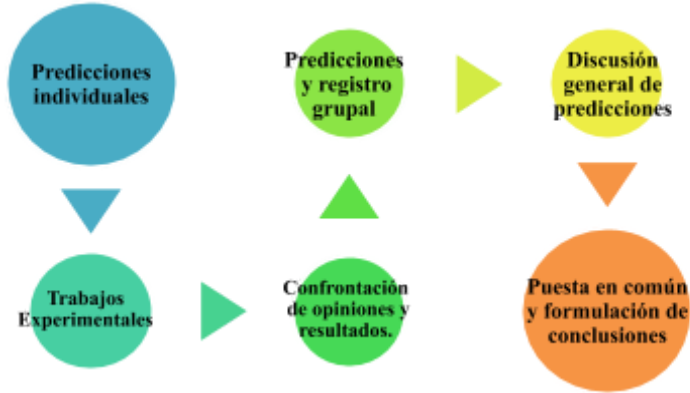 Predicciones
individuales
Trabajos
Experimentales
Confrontación
de opiniones y
resultados.
Predicciones
y registro
grupal
Discusión
general de
predicciones
Puesta en común
y formulación de
conclusiones